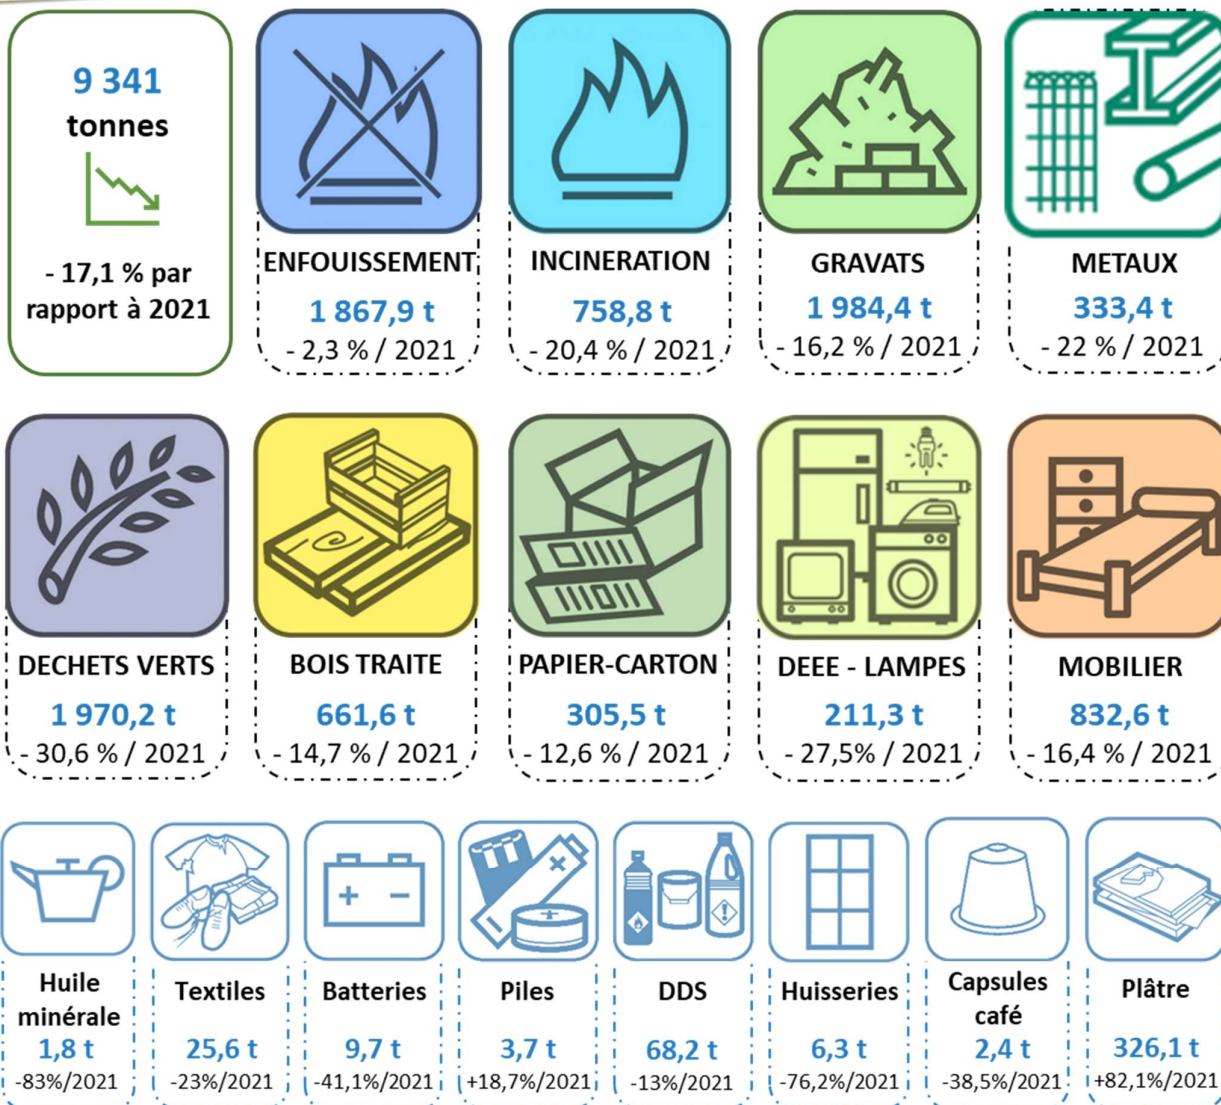 9 341
tonnes
- 17,1 % par
rapport à 2021
ENFOUISSEMENT
1 867,9 t
- 2,3 % / 2021
INCINERATION
758,8 t
- 20,4 % / 2021
GRAVATS
1 984,4 t
- 16,2 % / 2021
METAUX
333,4 t
- 22 % / 2021
DECHETS VERTS
1 970,2 t
- 30,6 % / 2021
BOIS TRAITE
661,6 t
- 14,7 % / 2021
PAPIER-CARTON
305,5 t
- 12,6 % / 2021
DEEE - LAMPES
211,3 t
- 27,5% / 2021
MOBILIER
832,6 t
- 16,4 % / 2021
Huile
minérale
1,8 t
-83%/2021
Textiles
25,6 t
-23%/2021
Batteries
9,7 t
-41,1%/2021
Piles
3,7 t
+18,7%/2021
DDS
68,2 t
-13%/2021
Huisseries
6,3 t
-76,2%/2021
Capsules
café
2,4 t
-38,5%/2021
Plâtre
326,1 t
+82,1%/2021